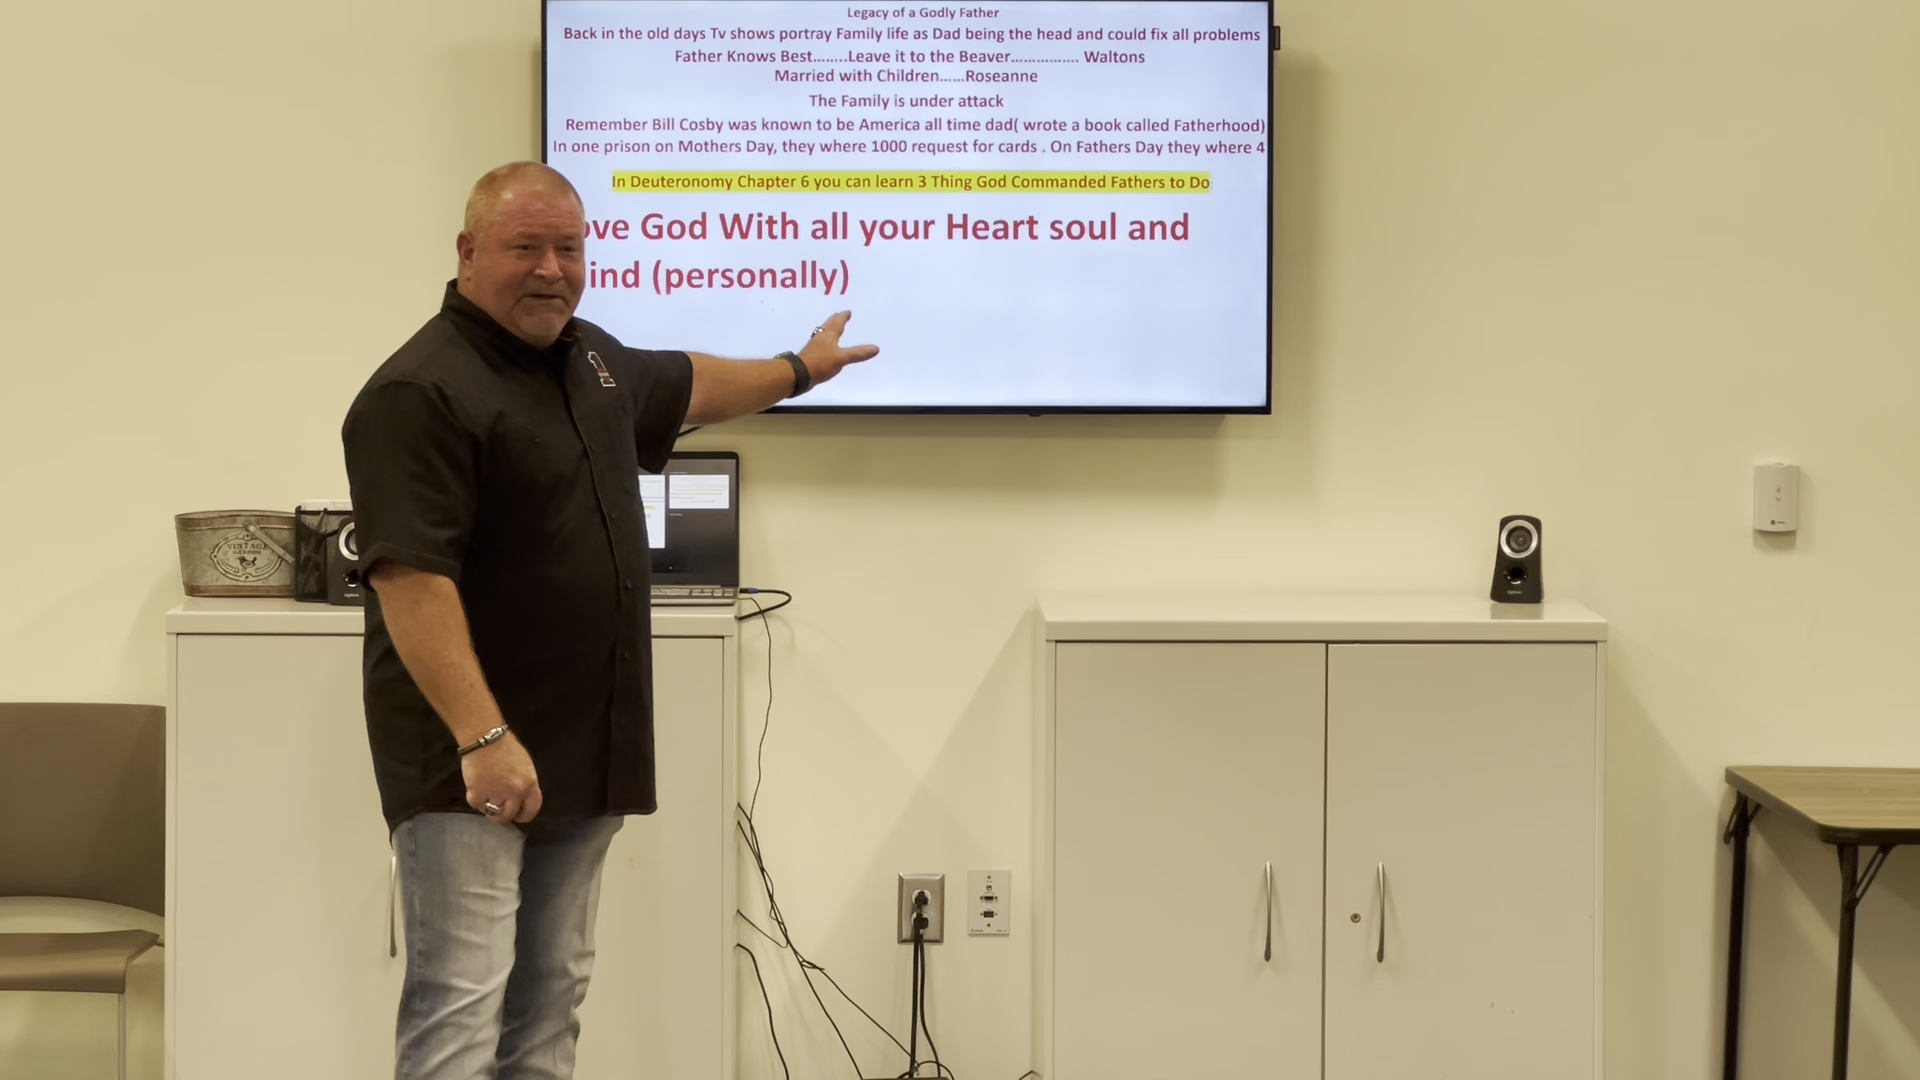 Legacy of a Godly Father
Back in the old days Tv shows portray Family life as Dad being the head and could fix all problems
Father Knows Best........Leave it to the Beaver................ Waltons
Married with Children......Roseanne
The Family is under attack
Remember Bill Cosby was known to be America all time dad( wrote a book called Fatherhood)
In one prison on Mothers Day, they where 1000 request for cards . On Fathers Day they where 4
In Deuteronomy Chapter 6 you can learn 3 Thing God Commanded Fathers to Do
ove God With all your Heart soul and
ind (personally)
VINTAGE